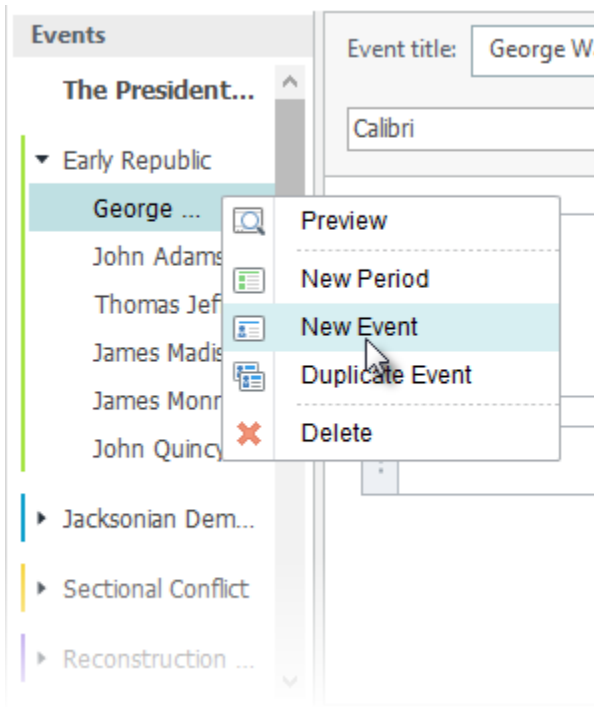 Events
The President...
Early Republic
George ...
John Adams
Thomas Jef
James Madis
James Monr
John Quincy
Jacksonian Dem...
Sectional Conflict
Reconstruction ...
Event title: George Wa
Calibri
Preview
New Period
New Event
Duplicate Event
Delete